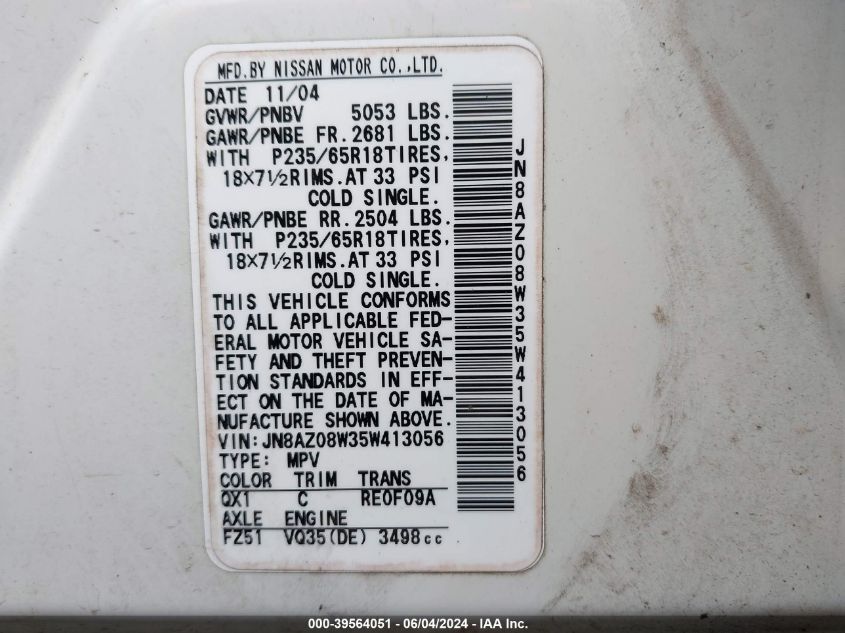 MFD.BY NISSAN MOTOR CO.,LTD.
DATE 11/04
GVWR/PNBV 5053 LBS.
GAWR/PNBE FR.2681 LBS.
WITH P235/65R18TIRES,
18×7½RIMS.AT 33 PSI
COLD SINGLE.
GAWR/PNBE RR.2504 LBS.
WITH P235/65R18TIRES,
18×7½RIMS.AT 33 PSI
COLD SINGLE.
THIS VEHICLE CONFORMS
TO ALL APPLICABLE FED-
ERAL MOTOR VEHICLE SA-
FETY AND THEFT PREVEN-
TION STANDARDS IN EFF-
ECT ON THE DATE OF MA-
NUFACTURE SHOWN ABOVE.
VIN:JN8AZ08W35W413056
TYPE: MPV
COLOR TRIM TRANS
QX1 C RE0F09A
AXLE ENGINE
FZ51 VQ35(DE) 3498cc
JN8AZ08W35W413056
000-39564051 - 06/04/2024 - IAA Inc.